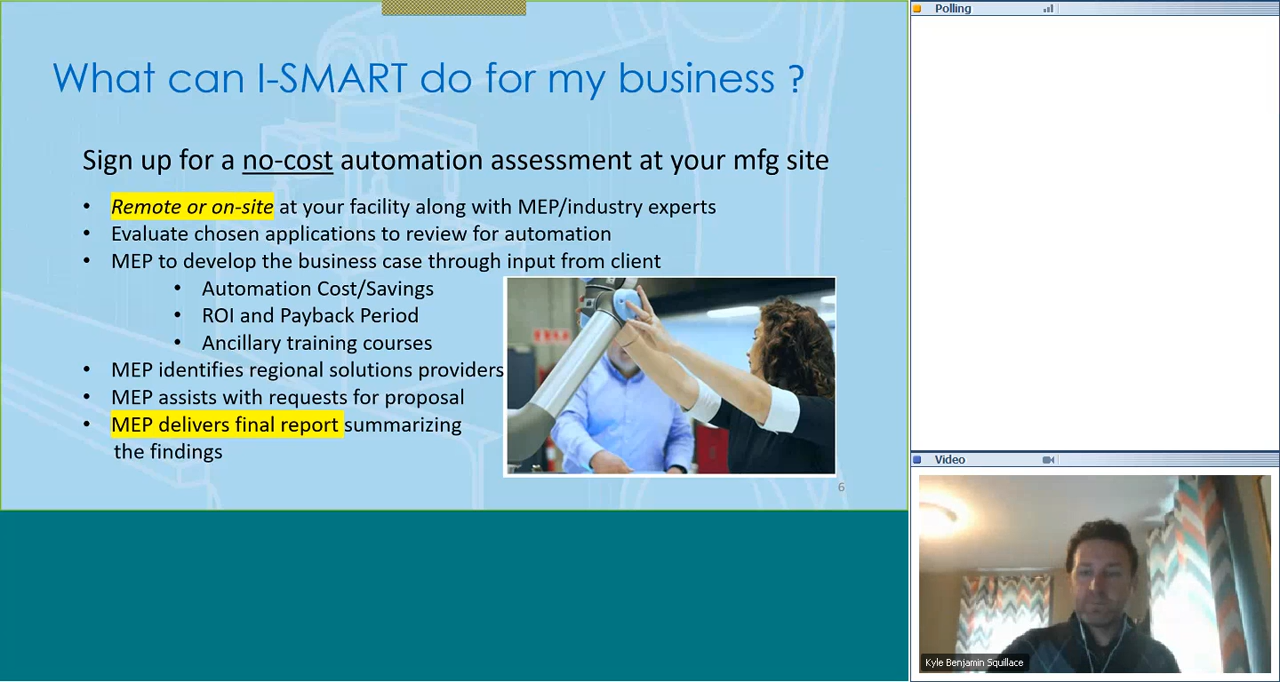 What can I-SMART do for my business ?
Sign up for a no-cost automation assessment at your mfg site
• Remote or on-site at your facility along with MEP/industry experts
• Evaluate chosen applications to review for automation
• MEP to develop the business case through input from client
• Automation Cost/Savings
• ROI and Payback Period
• Ancillary training courses
• MEP identifies regional solutions providers
• MEP assists with requests for proposal
• MEP delivers final report summarizing
the findings
6
Polling
Video
Kyle Benjamin Squillace